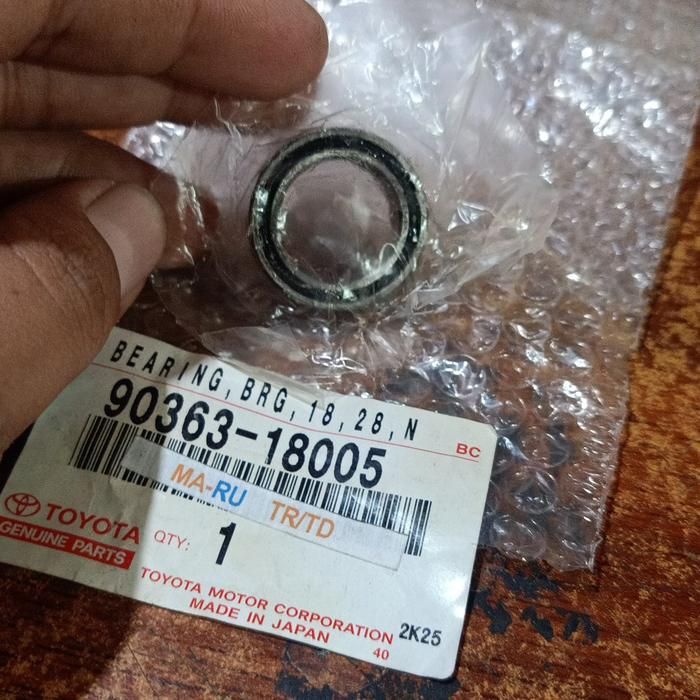 BEARING, BRG, 18, 28, N
90363-18005
BC
MA-RU TR/TD
TOYOTA
GENUINE PARTS
QTY: 1
TOYOTA MOTOR CORPORATION
MADE IN JAPAN
2K25
40